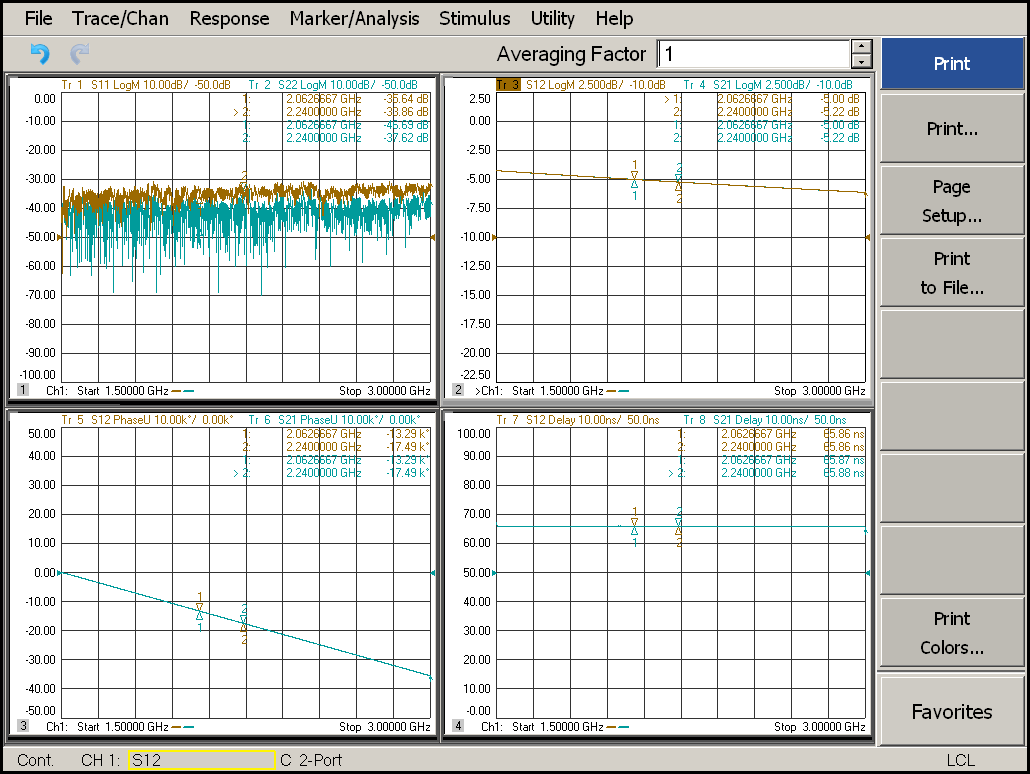 File Trace/Chan Response Marker/Analysis Stimulus Utility Help
Averaging Factor 1
Print
Print...
Page
Setup...
Print
to File...
Print
Colors...
Favorites
Tr 1 S11 LogM 10.00dB/ -50.0dB Tr 2 S22 LogM 10.00dB/ -50.0dB
1: 2.0626667 GHz -35.64 dB
> 2: 2.2400000 GHz -33.86 dB
1: 2.0626667 GHz -45.69 dB
2: 2.2400000 GHz -37.62 dB
0.00
-10.00
-20.00
-30.00
-40.00
-50.00
-60.00
-70.00
-80.00
-90.00
-100.00
2
1 Ch1: Start 1.50000 GHz Stop 3.00000 GHz
Tr 3 S12 LogM 2.500dB/ -10.0dB Tr 4 S21 LogM 2.500dB/ -10.0dB
> 1: 2.0626667 GHz -5.00 dB
2: 2.2400000 GHz -5.22 dB
1: 2.0626667 GHz -5.00 dB
2: 2.2400000 GHz -5.22 dB
2.50
0.00
-2.50
-5.00
-7.50
-10.00
-12.50
-15.00
-17.50
-20.00
-22.50
1 2
1 2
2 >Ch1: Start 1.50000 GHz Stop 3.00000 GHz
Tr 5 S12 PhaseU 10.00k°/ 0.00k° Tr 6 S21 PhaseU 10.00k°/ 0.00k°
1: 2.0626667 GHz -13.29 k°
2: 2.2400000 GHz -17.49 k°
1: 2.0626667 GHz -13.29 k°
> 2: 2.2400000 GHz -17.49 k°
50.00
40.00
30.00
20.00
10.00
0.00
-10.00
-20.00
-30.00
-40.00
-50.00
1 2
1 2
3 Ch1: Start 1.50000 GHz Stop 3.00000 GHz
Tr 7 S12 Delay 10.00ns/ 50.0ns Tr 8 S21 Delay 10.00ns/ 50.0ns
1: 2.0626667 GHz 65.86 ns
2: 2.2400000 GHz 65.86 ns
1: 2.0626667 GHz 65.87 ns
> 2: 2.2400000 GHz 65.88 ns
100.00
90.00
80.00
70.00
60.00
50.00
40.00
30.00
20.00
10.00
-0.00
1 2
1 2
4 Ch1: Start 1.50000 GHz Stop 3.00000 GHz
Cont. CH 1: S12 C 2-Port LCL